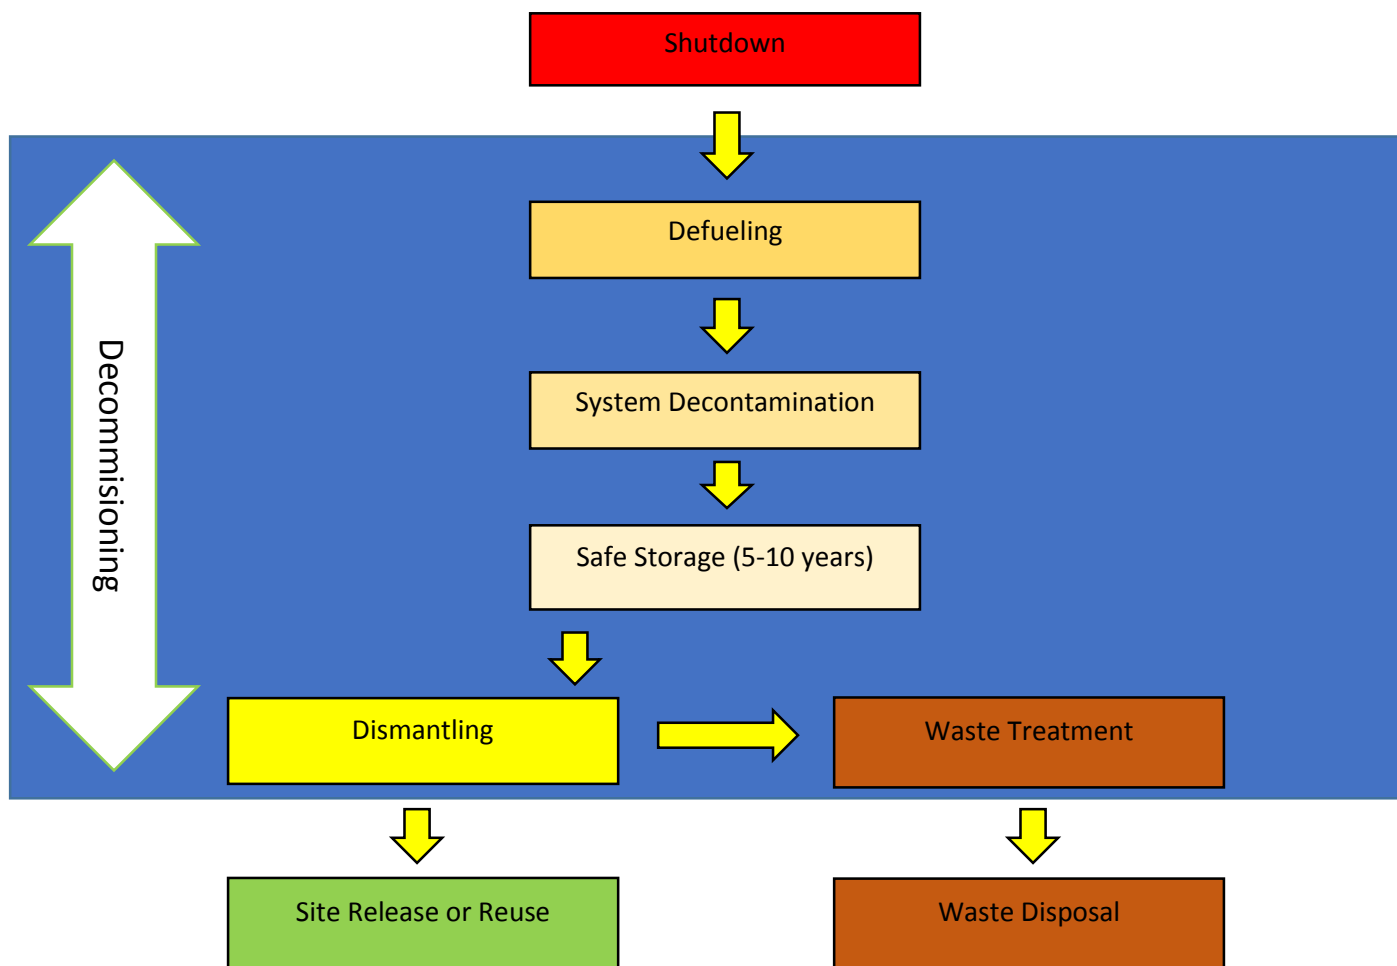 Shutdown
Defueling
System Decontamination
Safe Storage (5-10 years)
Decommisioning
Dismantling
Waste Treatment
Site Release or Reuse
Waste Disposal